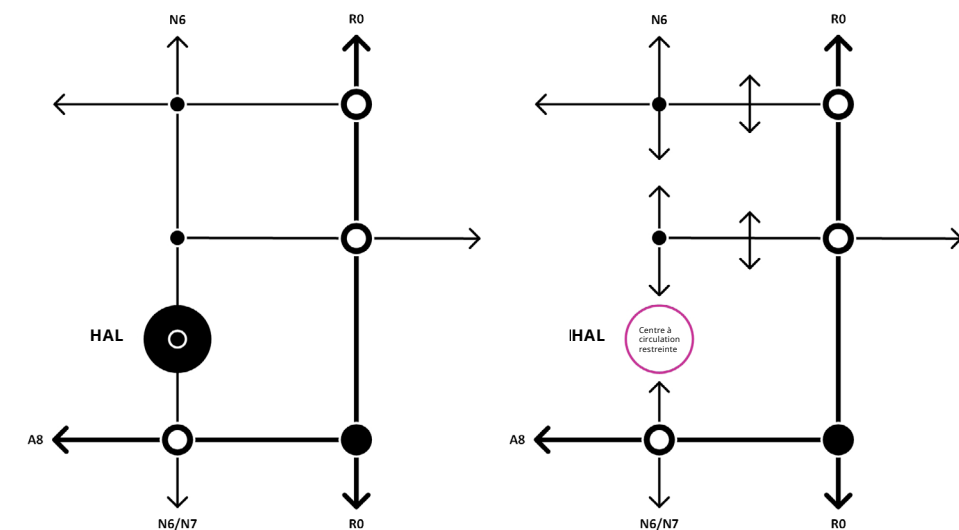 N6
R0
N6
R0
HAL
HAL
Centre à
circulation
restreinte
A8
A8
N6/N7
R0
N6/N7
R0